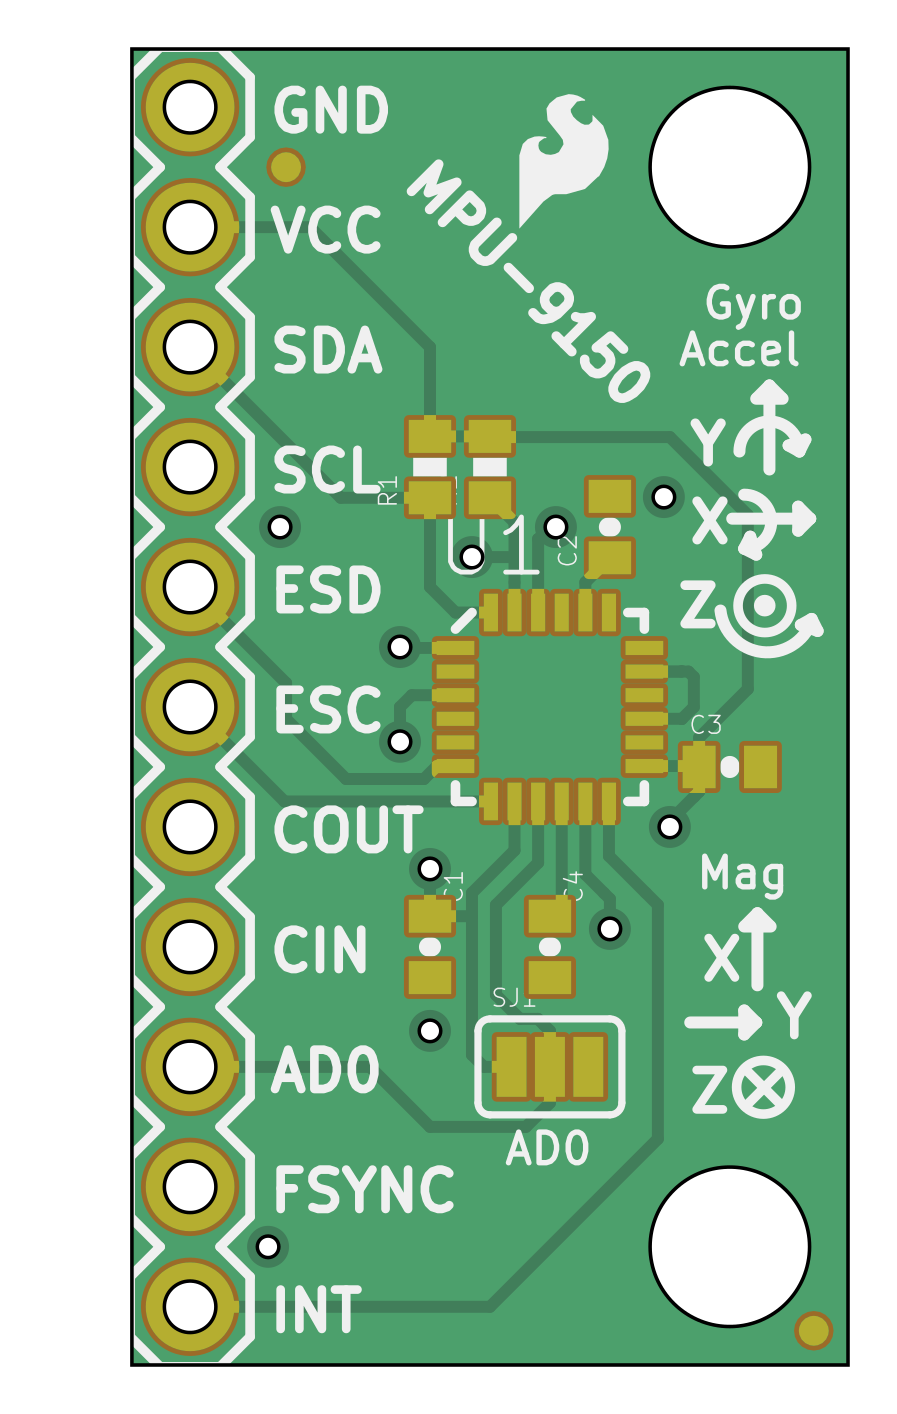 GND
VCC
MPU-9150
Gyro
Accel
SDA
Y
SCL
R1
X
U1
C2
ESD
Z
ESC
C3
COUT
Mag
C1
C4
CIN
X
SJ1
Y
AD0
Z
AD0
FSYNC
INT